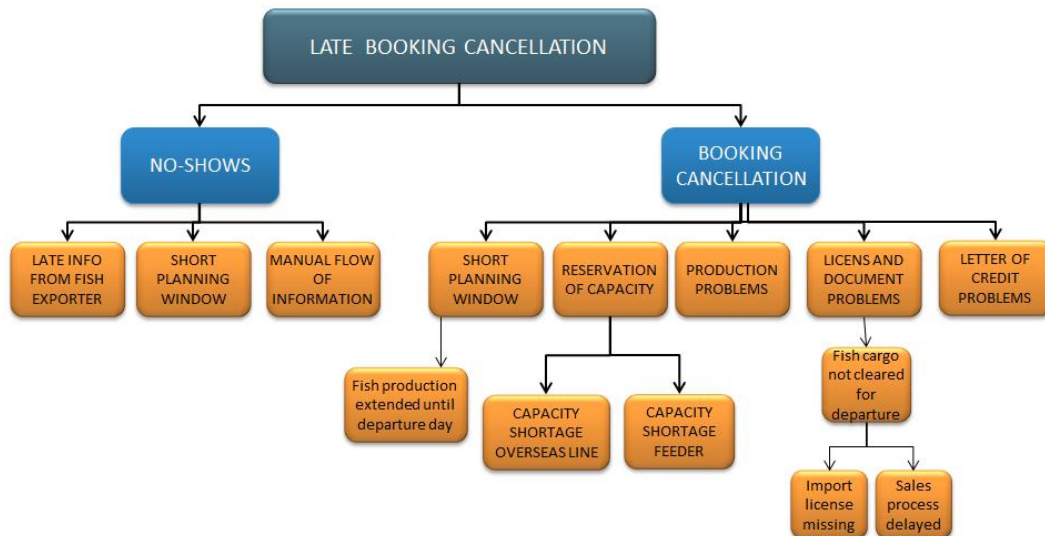 LATE BOOKING CANCELLATION
NO-SHOWS
BOOKING
CANCELLATION
LATE INFO
FROM FISH
EXPORTER
SHORT
PLANNING
WINDOW
MANUAL FLOW
OF
INFORMATION
SHORT
PLANNING
WINDOW
RESERVATION
OF CAPACITY
PRODUCTION
PROBLEMS
LICENS AND
DOCUMENT
PROBLEMS
LETTER OF
CREDIT
PROBLEMS
Fish production
extended until
departure day
CAPACITY
SHORTAGE
OVERSEAS LINE
CAPACITY
SHORTAGE
FEEDER
Fish cargo
not cleared
for
departure
Import
license
missing
Sales
process
delayed